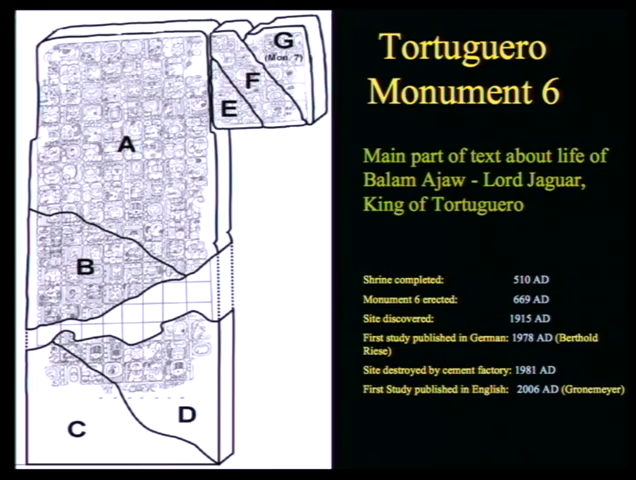 G
(Mon. 7)
F
E
A
B
C
D
Tortuguero
Monument 6
Main part of text about life of
Balam Ajaw - Lord Jaguar,
King of Tortuguero
Shrine completed: 510 AD
Monument 6 erected: 669 AD
Site discovered: 1915 AD
First study published in German: 1978 AD (Berthold
Riese)
Site destroyed by cement factory: 1981 AD
First Study published in English: 2006 AD (Gronemeyer)